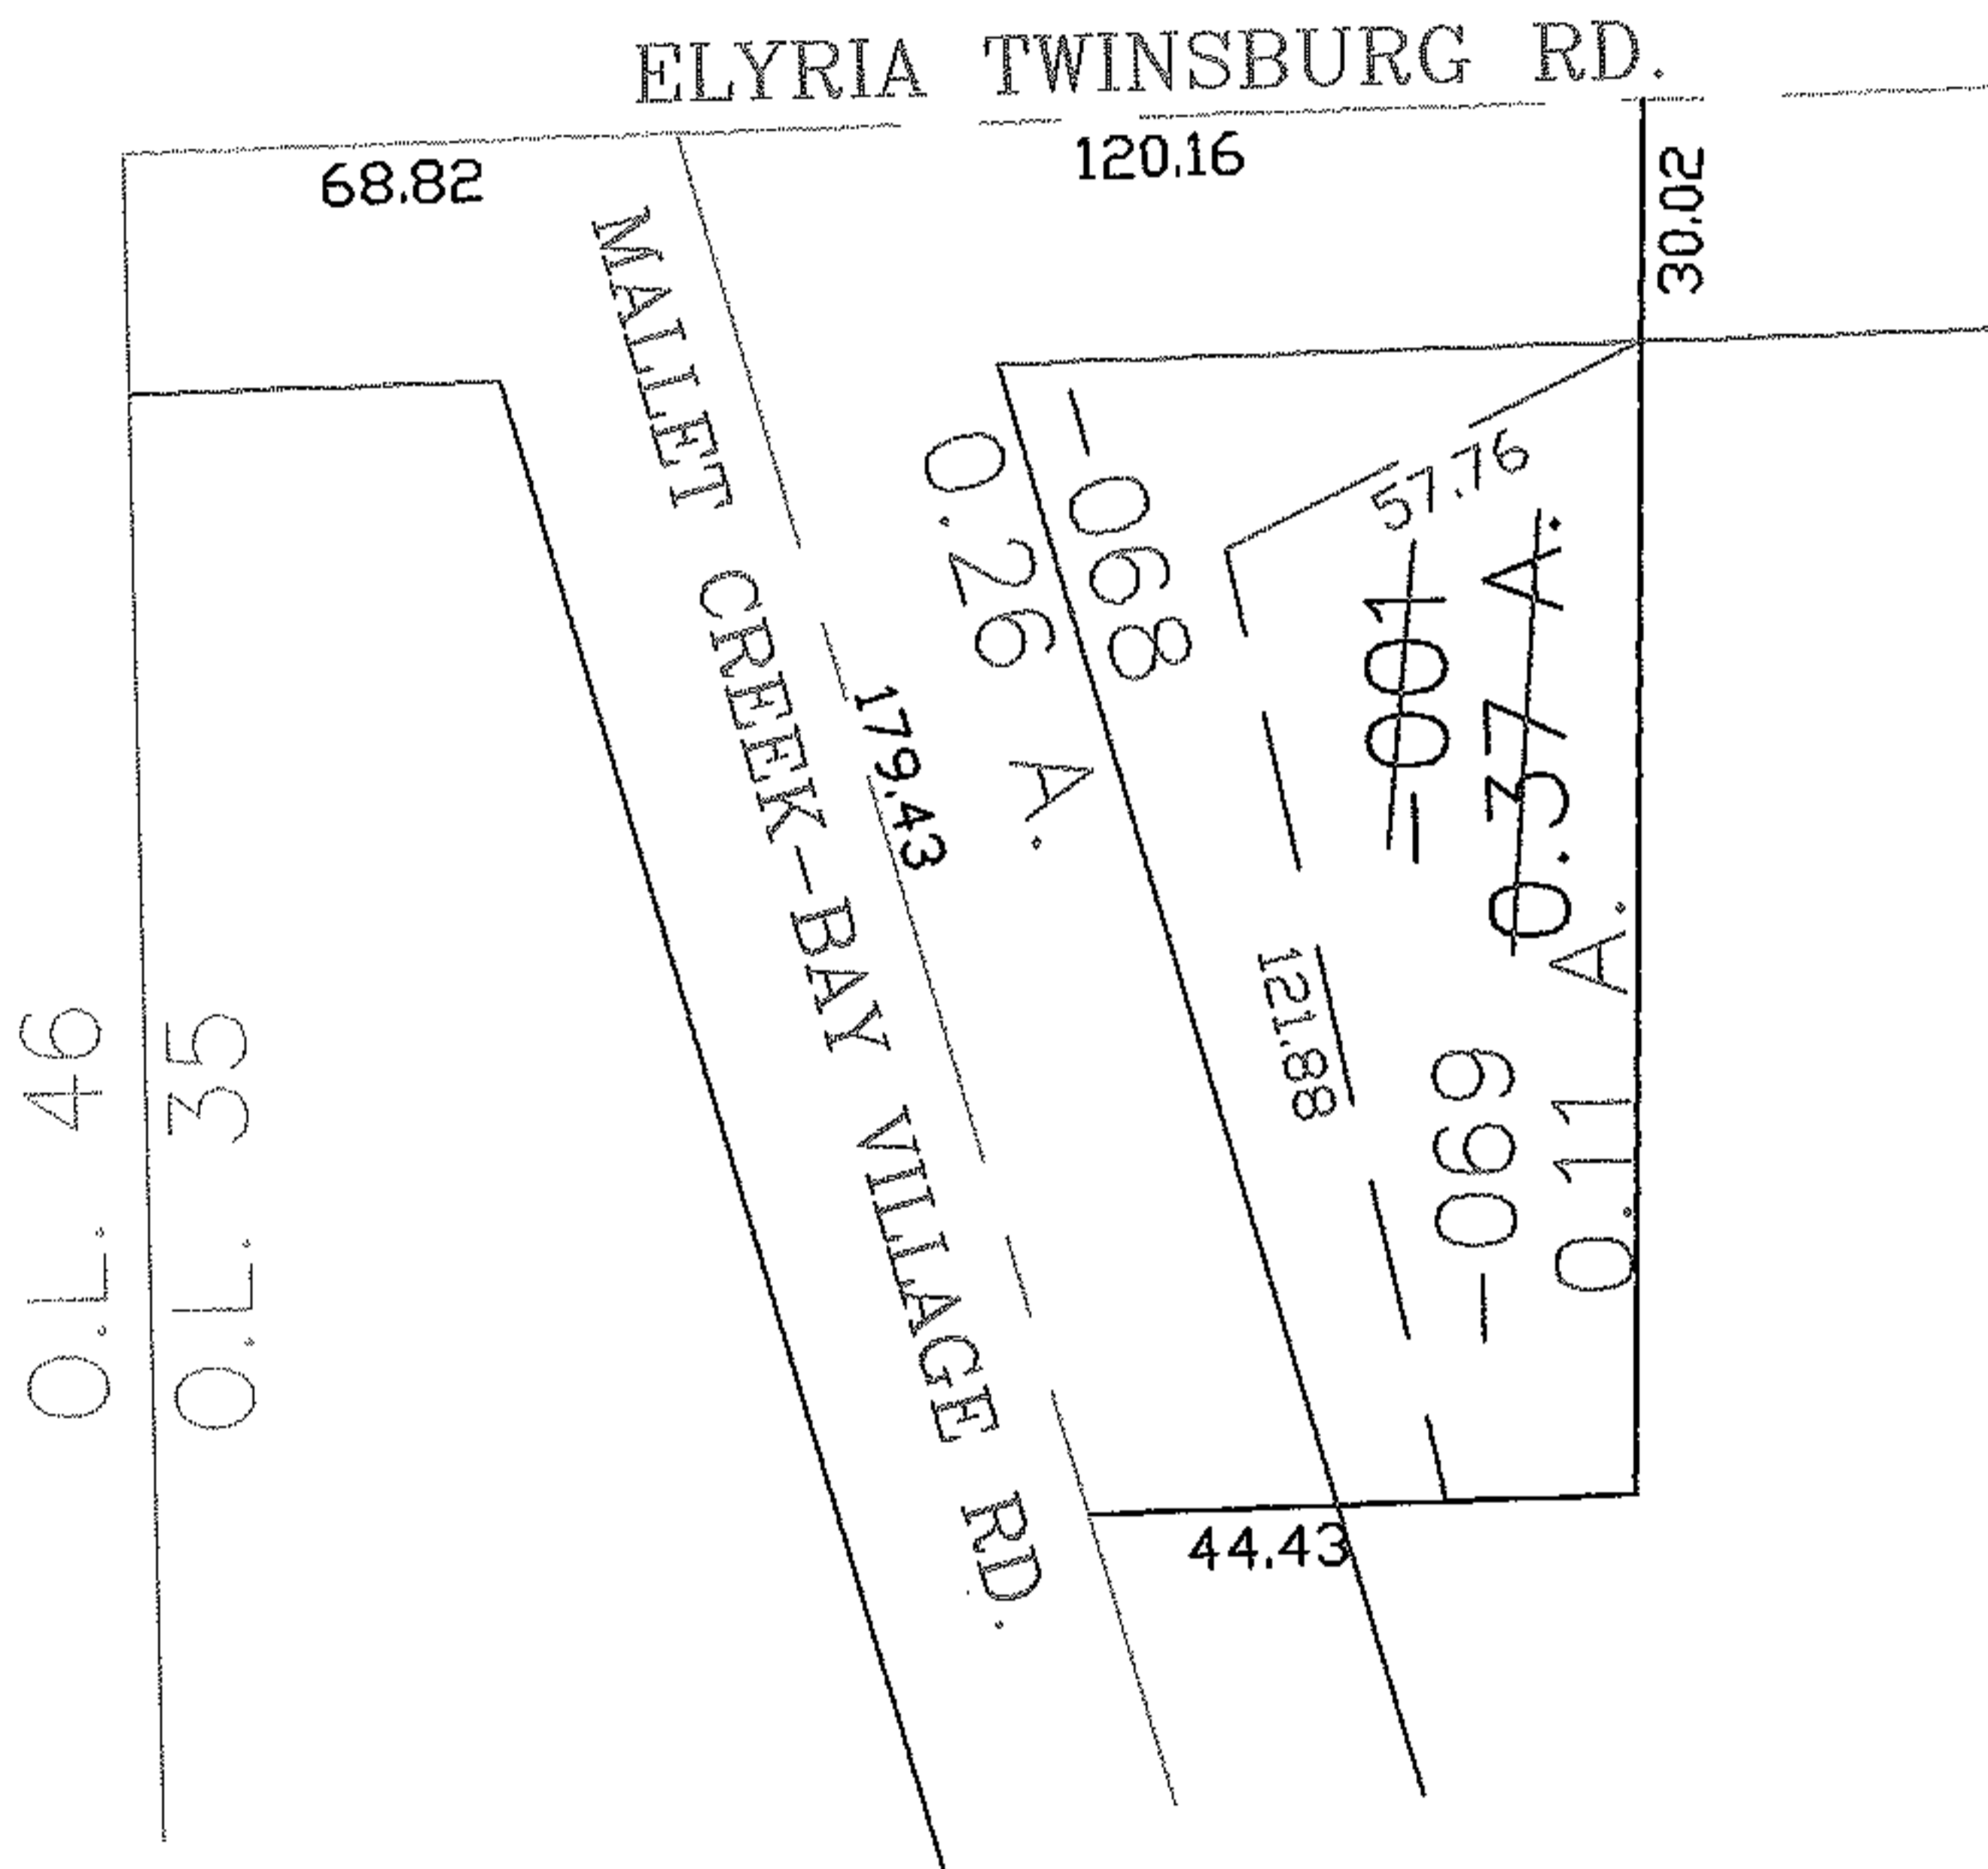 ELYRIA TWINSBURG RD.
68.82
120.16
30.02
MALLET CREEK-BAY VILLAGE RD.
179.43
-068
0.26 A.
57.76
-001
0.37 A.
121.88
-069
0.11 A.
44.43
O.L. 46
O.L. 35